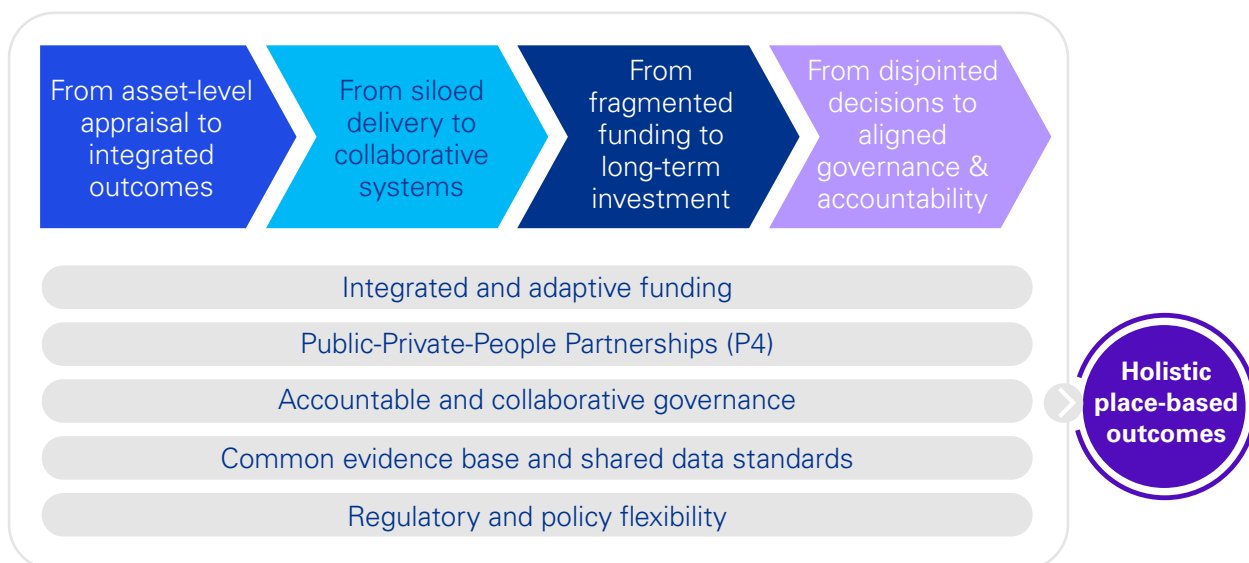 From asset-level
appraisal to
integrated
outcomes
From siloed
delivery to
collaborative
systems
From
fragmented
funding to
long-term
investment
From disjointed
decisions to
aligned
governance &
accountability
Integrated and adaptive funding
Public-Private-People Partnerships (P4)
Accountable and collaborative governance
Common evidence base and shared data standards
Regulatory and policy flexibility
Holistic
place-based
outcomes